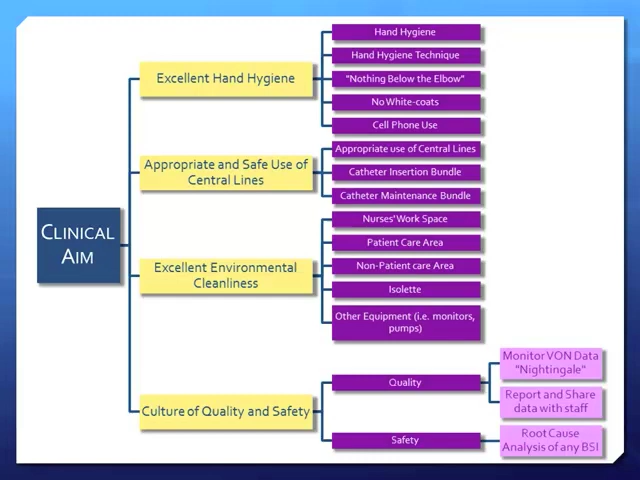 CLINICAL
AIM
Excellent Hand Hygiene
Hand Hygiene
Hand Hygiene Technique
"Nothing Below the Elbow"
No White-coats
Cell Phone Use
Appropriate and Safe Use of
Central Lines
Appropriate use of Central Lines
Catheter Insertion Bundle
Catheter Maintenance Bundle
Excellent Environmental
Cleanliness
Nurses' Work Space
Patient Care Area
Non-Patient care Area
Isolette
Other Equipment (i.e. monitors,
pumps)
Culture of Quality and Safety
Quality
Monitor VON Data
"Nightingale"
Report and Share
data with staff
Safety
Root Cause
Analysis of any BSI